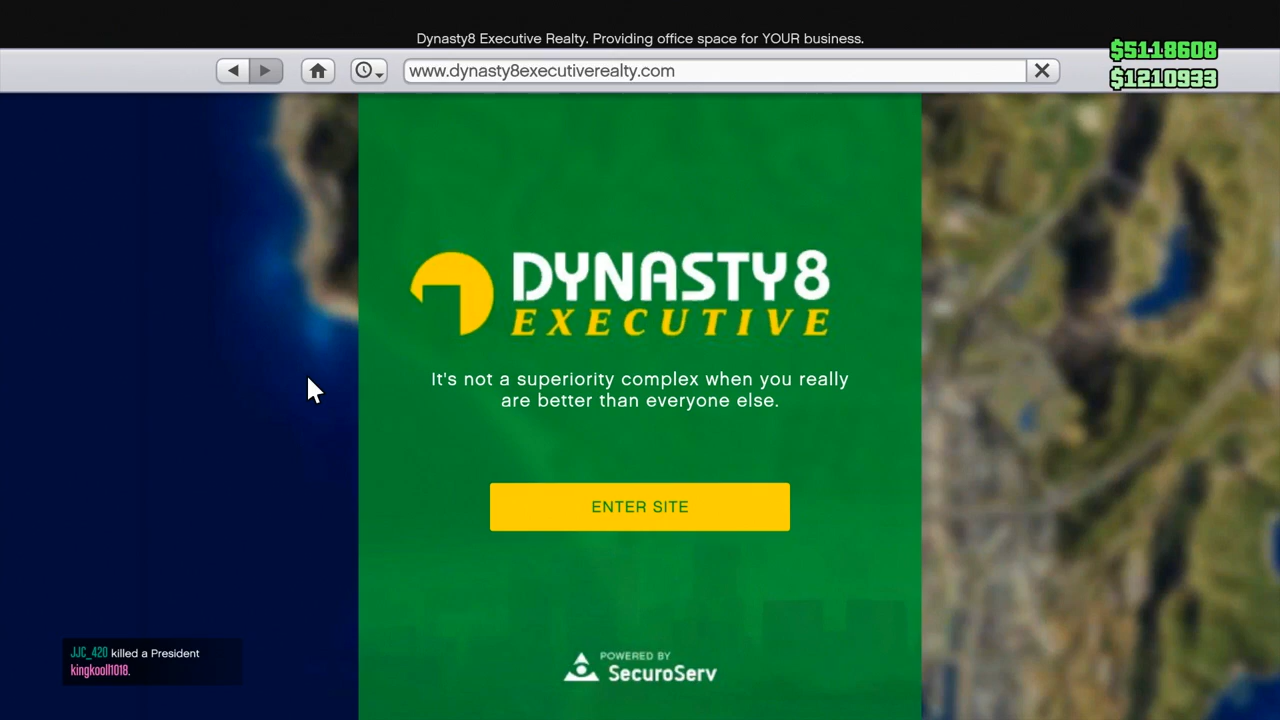 Dynasty8 Executive Realty. Providing office space for YOUR business.
$5118608
www.dynasty8executiverealty.com
$1210933
DYNASTY8
EXECUTIVE
It's not a superiority complex when you really
are better than everyone else.
ENTER SITE
JJC_420 killed a President
kingkooll1018.
POWERED BY
SecuroServ